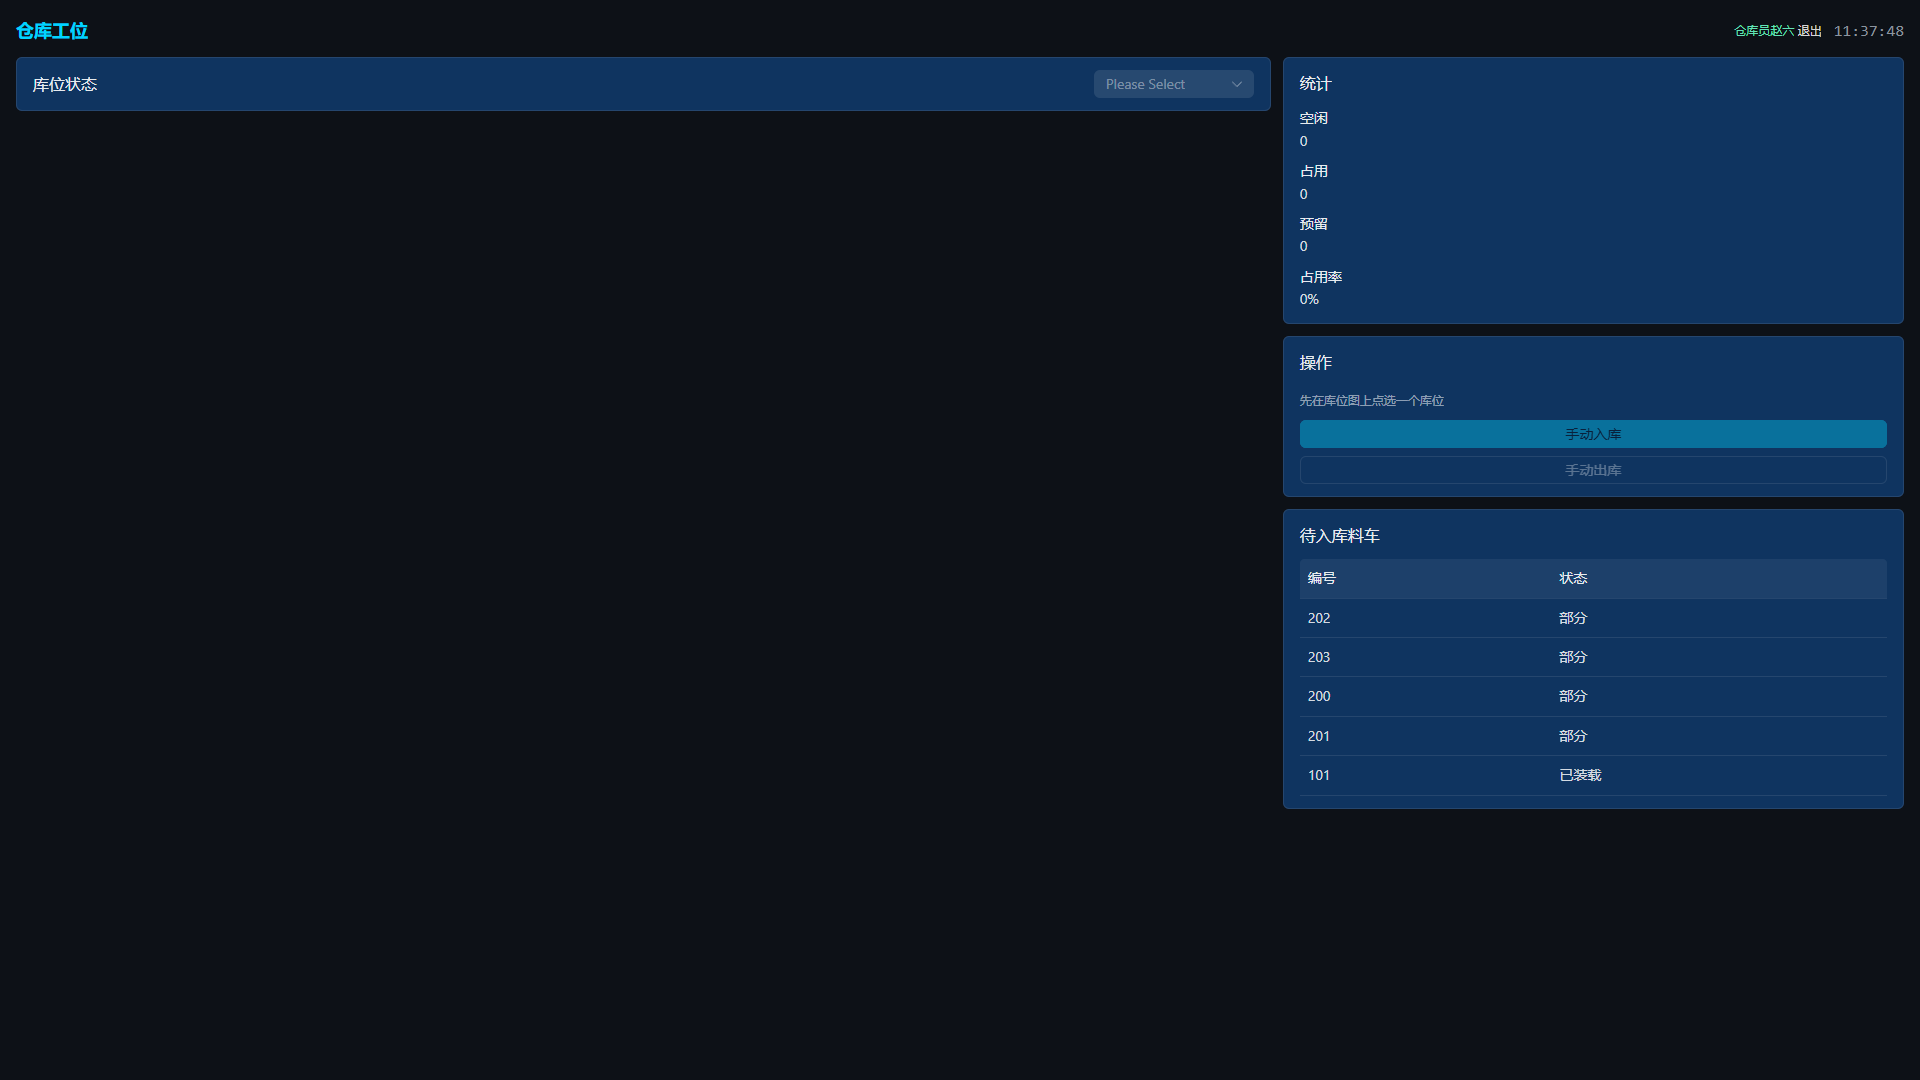 仓库工位
仓库员赵六 退出 11:37:48
库位状态
Please Select
统计
空闲
0
占用
0
预留
0
占用率
0%
操作
先在库位图上点选一个库位
手动入库
手动出库
待入库料车
编号 状态
202 部分
203 部分
200 部分
201 部分
101 已装载